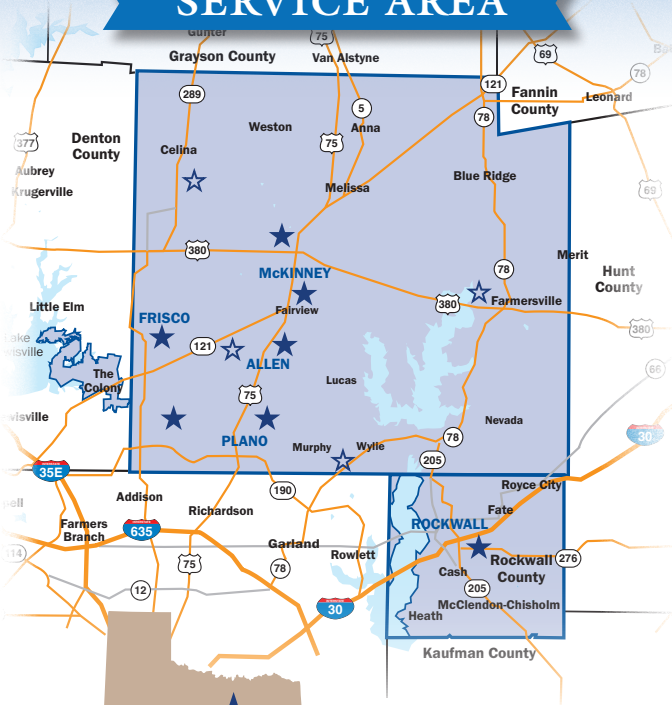 SERVICE AREA
Gunter
75
Grayson County
Van Alstyne
69
78
289
121
Fannin
County
Leonard
5
78
Weston
Anna
377
Denton
County
75
Celina
Aubrey
Krugerville
Melissa
Blue Ridge
69
380
Merit
78
Hunt
County
McKINNEY
Little Elm
380
Farmersville
Fairview
FRISCO
380
121
ALLEN
The
Colony
Lucas
66
75
Nevada
PLANO
78
30
Murphy
Wylie
205
35E
Royce City
190
Addison
Fate
Richardson
ROCKWALL
Farmers
Branch
635
Garland
Rowlett
75
78
Rockwall
County
276
Cash
12
205
30
McClendon-Chisholm
Heath
Kaufman County